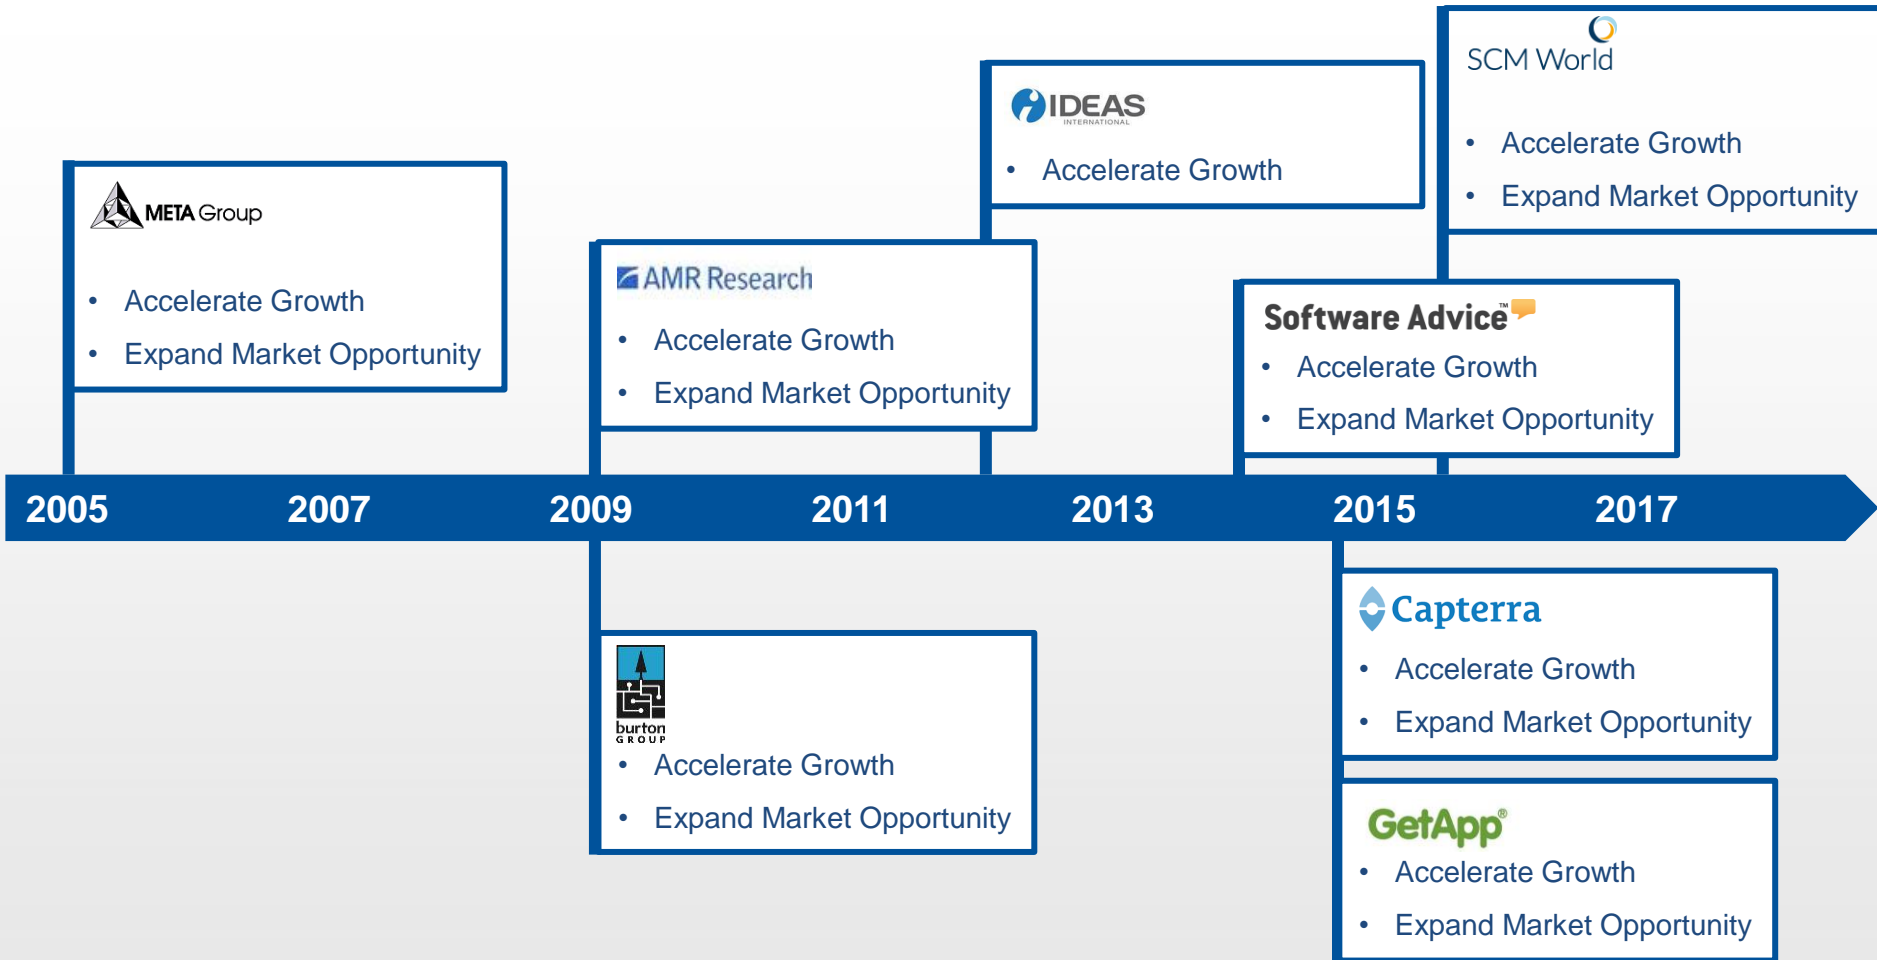 META Group
• Accelerate Growth
• Expand Market Opportunity
AMR Research
• Accelerate Growth
• Expand Market Opportunity
IDEAS
INTERNATIONAL
• Accelerate Growth
Software Advice™
• Accelerate Growth
• Expand Market Opportunity
SCM World
• Accelerate Growth
• Expand Market Opportunity
2005 2007 2009 2011 2013 2015 2017
burton
GROUP
• Accelerate Growth
• Expand Market Opportunity
Capterra
• Accelerate Growth
• Expand Market Opportunity
GetApp®
• Accelerate Growth
• Expand Market Opportunity